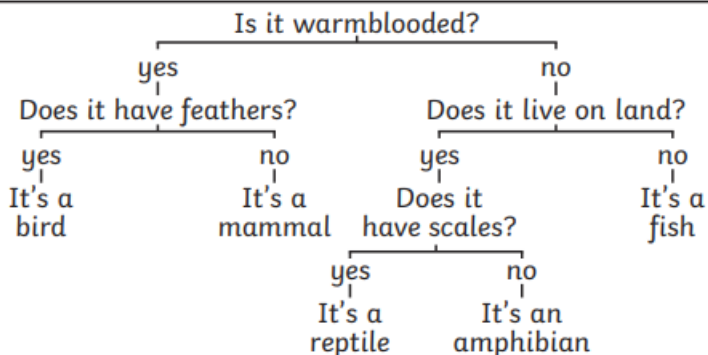 Is it warmblooded?
yes no
Does it have feathers? Does it live on land?
yes no yes no
It's a It's a Does it It's a
bird mammal have scales? fish
yes no
It's a It's an
reptile amphibian